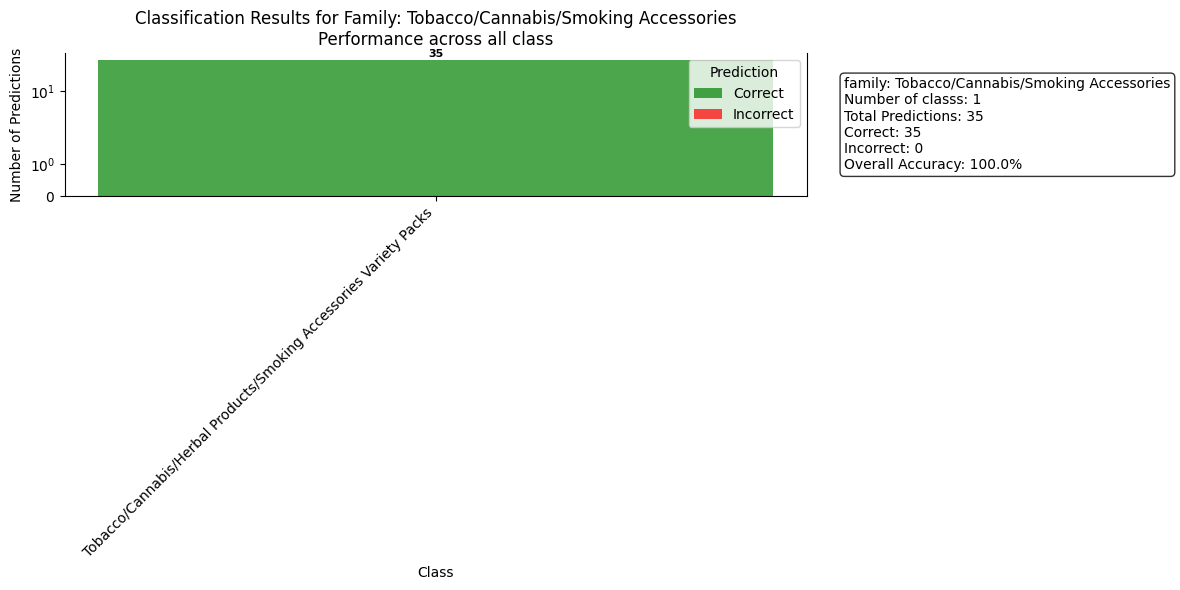 Classification Results for Family: Tobacco/Cannabis/Smoking Accessories
Performance across all class
35
Number of Predictions
10¹
10⁰
0
Prediction
Correct
Incorrect
family: Tobacco/Cannabis/Smoking Accessories
Number of classs: 1
Total Predictions: 35
Correct: 35
Incorrect: 0
Overall Accuracy: 100.0%
Tobacco/Cannabis/Herbal Products/Smoking Accessories Variety Packs
Class